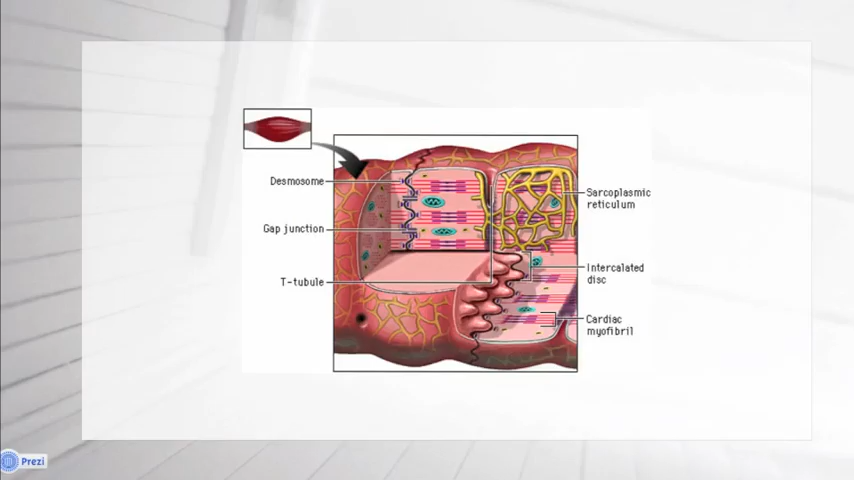 Desmosome
Gap junction
T-tubule
Sarcoplasmic
reticulum
Intercalated
disc
Cardiac
myofibril
Prezi